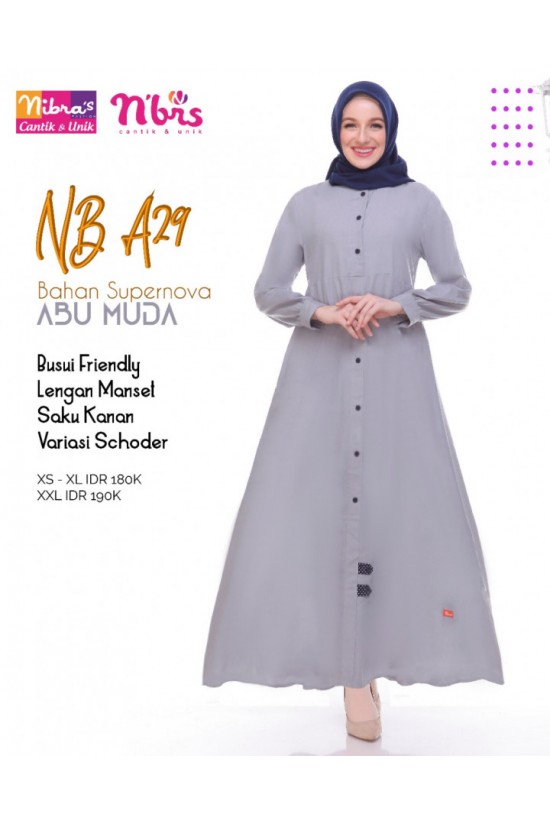 Nibra's
Cantik & Unik
N'brs
cantik & unik
NB A29
Bahan Supernova
ABU MUDA
Busui Friendly
Lengan Manset
Saku Kanan
Variasi Schoder
XS - XL IDR 180K
XXL IDR 190K